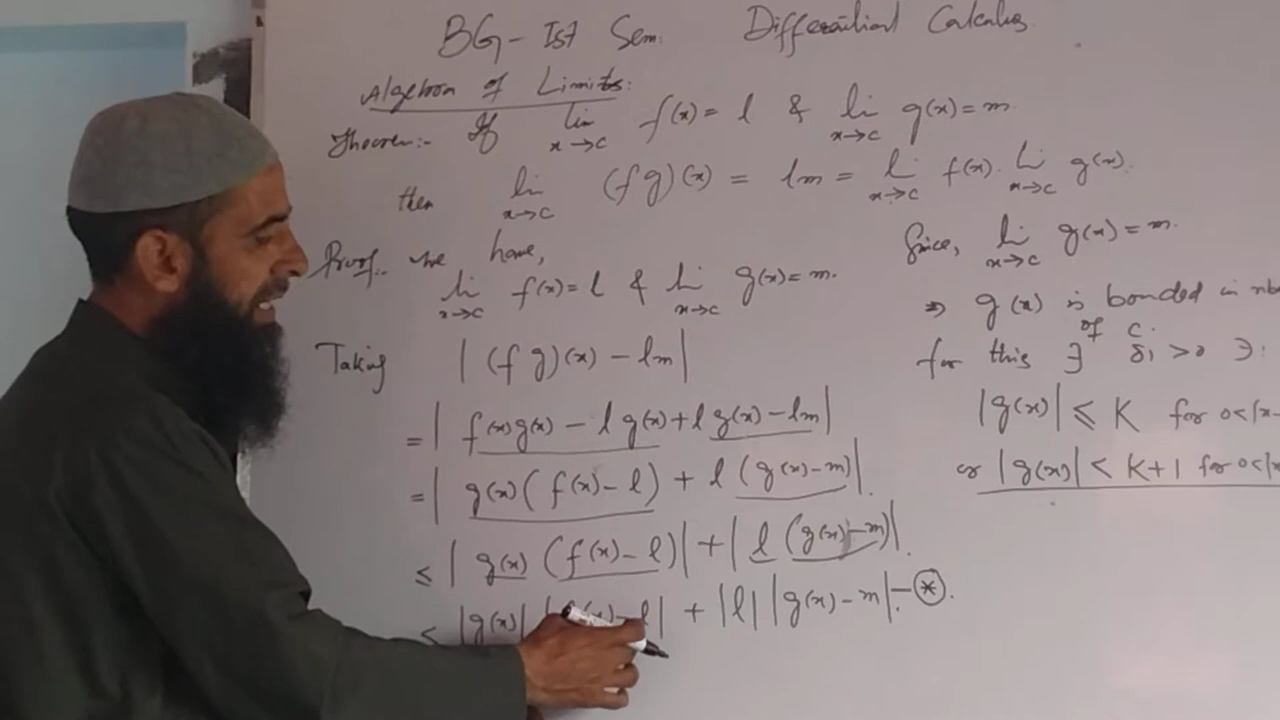 BG - Ist Sem. Differential Calculus
Algebra of Limits:
Theorem:- If lim x→c f(x) = l & lim x→c g(x) = m
then lim x→c (fg)(x) = lm = lim x→c f(x). lim x→c g(x).
Proof:- we have,
lim x→c f(x) = l & lim x→c g(x) = m.
Taking | (fg)(x) - lm |
= | f(x)g(x) - l g(x) + l g(x) - lm |
= | g(x) ( f(x) - l ) + l ( g(x) - m ) |.
≤ | g(x) ( f(x) - l ) | + | l ( g(x) - m ) |.
≤ |g(x)| | - l | + |l| | g(x) - m |. - *.
Since, lim x→c g(x) = m.
⇒ g(x) is bonded in nbd
of c.
for this ∃ δ1 > 0 ∋:
|g(x)| ≤ K for 0<|x-
or |g(x)| < K+1 for 0<|x